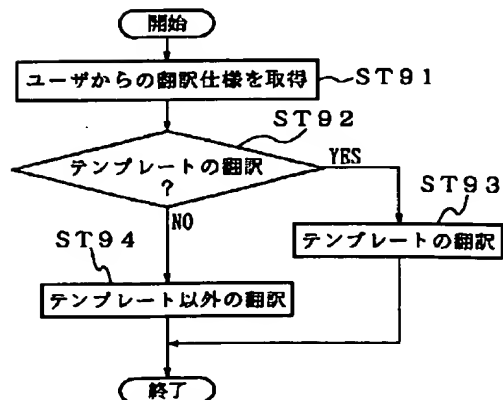 開始
ユーザからの翻訳仕様を取得
ST91
ST92
テンプレートの翻訳
?
YES
NO
ST93
テンプレートの翻訳
ST94
テンプレート以外の翻訳
終了